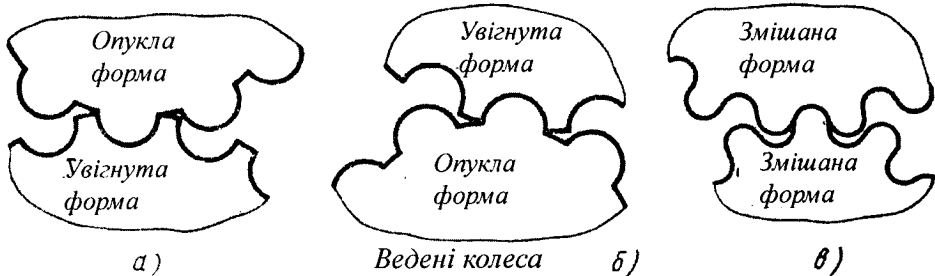 Опукла
форма
Увігнута
форма
Увігнута
форма
Опукла
форма
Змішана
форма
Змішана
форма
а) Ведені колеса б) в)